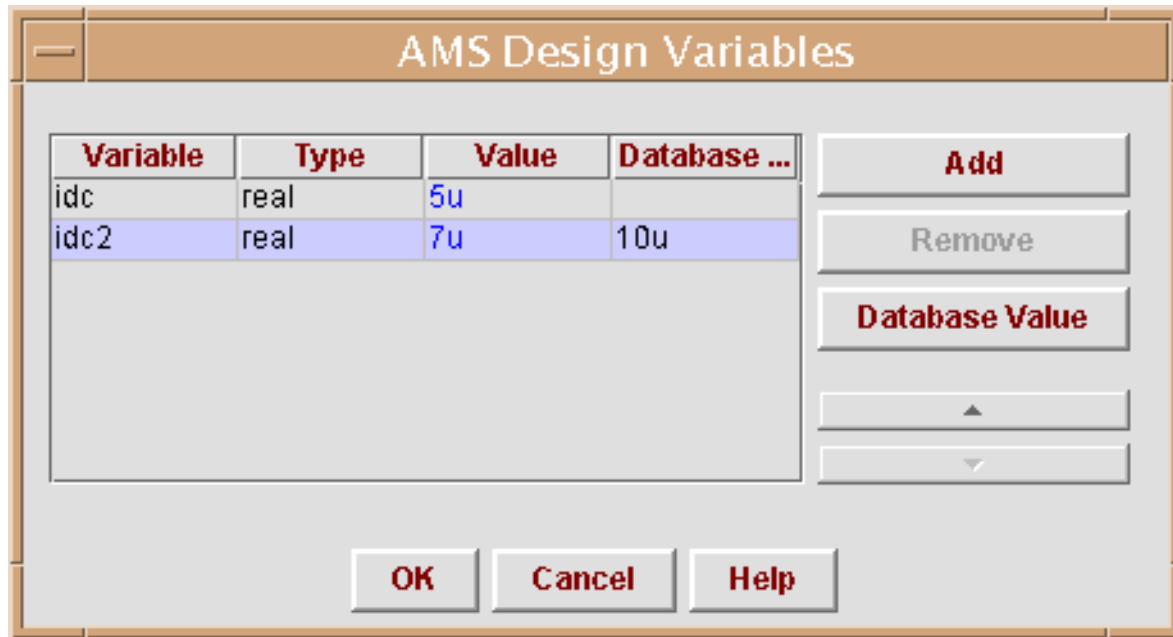 AMS Design Variables
Variable Type Value Database ... Add
idc real 5u
idc2 real 7u 10u Remove
Database Value
OK Cancel Help